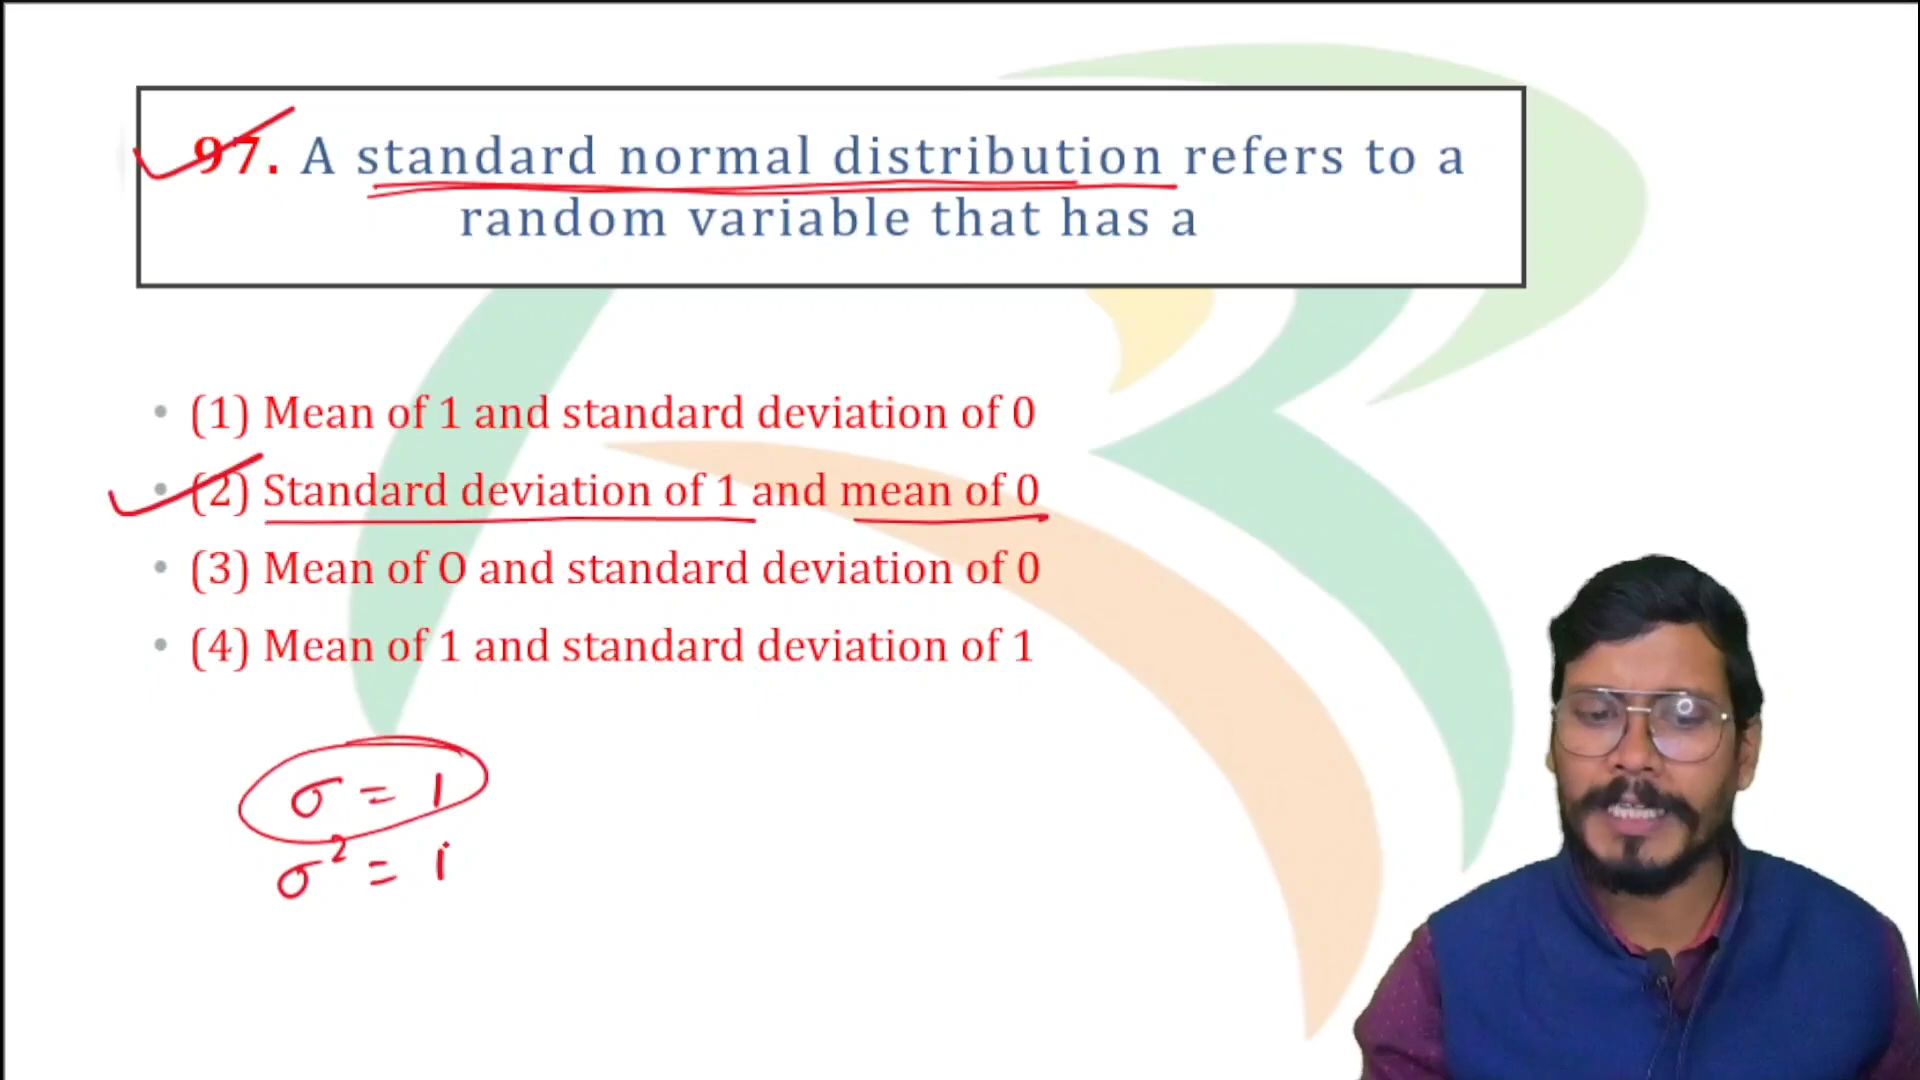 97. A standard normal distribution refers to a
random variable that has a
• (1) Mean of 1 and standard deviation of 0
• (2) Standard deviation of 1 and mean of 0
• (3) Mean of O and standard deviation of 0
• (4) Mean of 1 and standard deviation of 1
σ = 1
σ² = 1